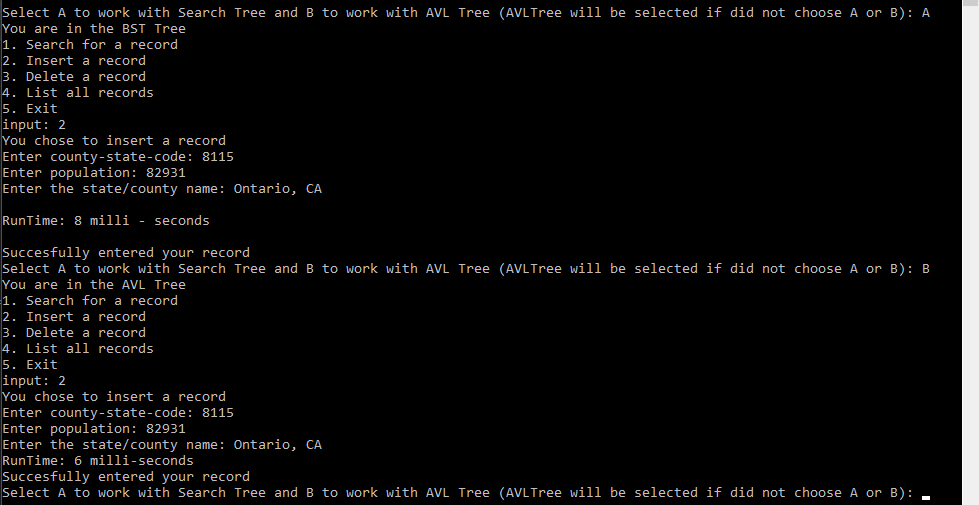 Select A to work with Search Tree and B to work with AVL Tree (AVLTree will be selected if did not choose A or B): A
You are in the BST Tree
1. Search for a record
2. Insert a record
3. Delete a record
4. List all records
5. Exit
input: 2
You chose to insert a record
Enter county-state-code: 8115
Enter population: 82931
Enter the state/county name: Ontario, CA
RunTime: 8 milli - seconds
Succesfully entered your record
Select A to work with Search Tree and B to work with AVL Tree (AVLTree will be selected if did not choose A or B): B
You are in the AVL Tree
1. Search for a record
2. Insert a record
3. Delete a record
4. List all records
5. Exit
input: 2
You chose to insert a record
Enter county-state-code: 8115
Enter population: 82931
Enter the state/county name: Ontario, CA
RunTime: 6 milli-seconds
Succesfully entered your record
Select A to work with Search Tree and B to work with AVL Tree (AVLTree will be selected if did not choose A or B):